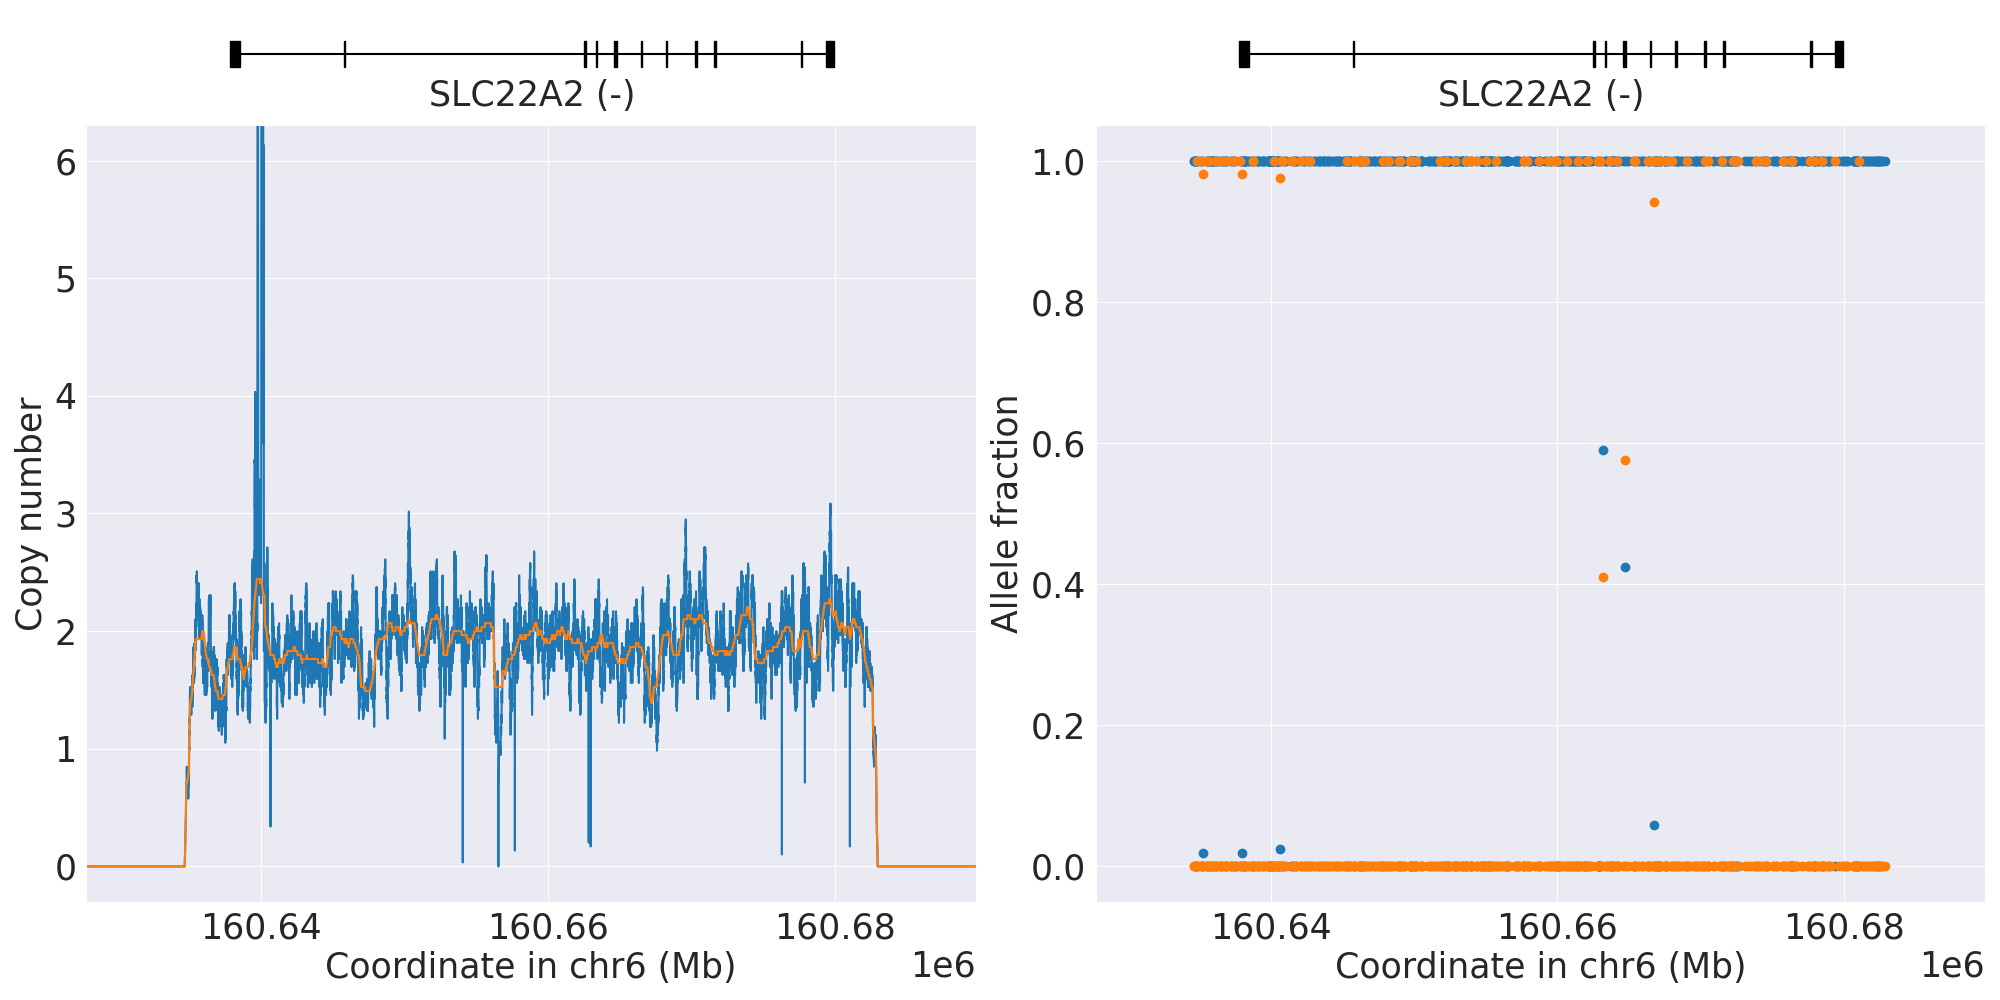 SLC22A2 (-)
6
5
4
3
2
1
0
Copy number
160.64
160.66
160.68
Coordinate in chr6 (Mb)
1e6
SLC22A2 (-)
1.0
0.8
0.6
0.4
0.2
0.0
Allele fraction
160.64
160.66
160.68
Coordinate in chr6 (Mb)
1e6